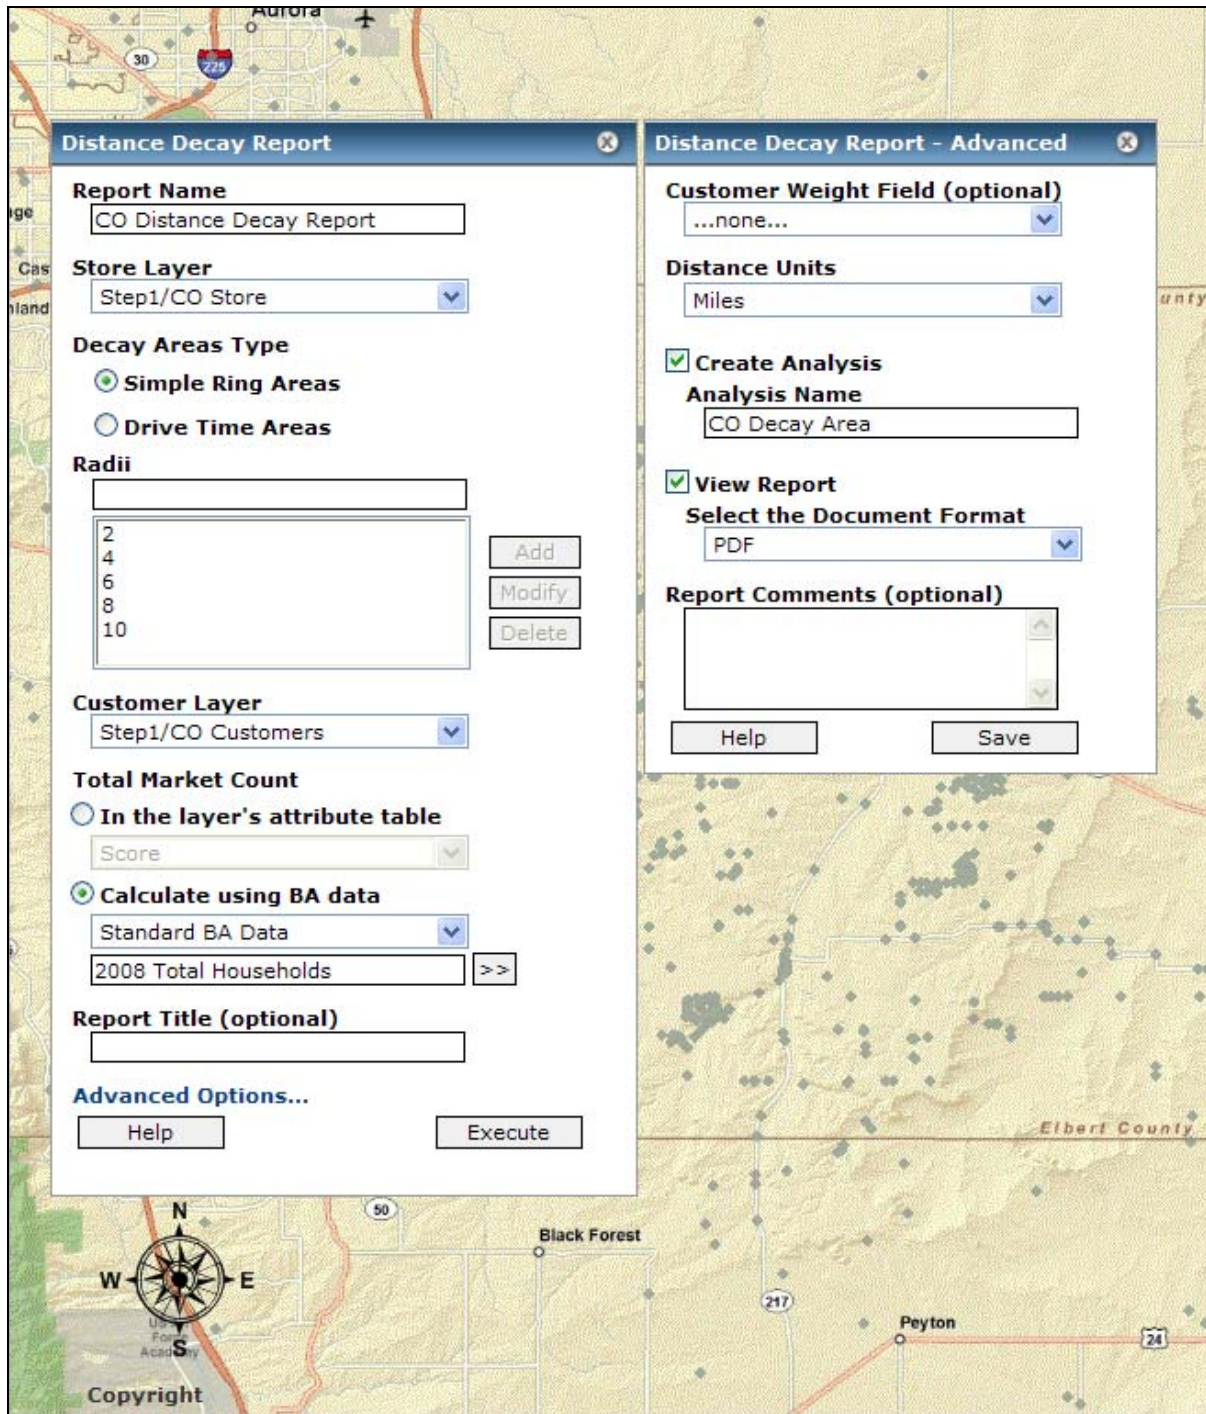 Aurora
30
225
Distance Decay Report
Report Name
CO Distance Decay Report
Store Layer
Step1/CO Store
Decay Areas Type
Simple Ring Areas
Drive Time Areas
Radii
2
4
6
8
10
Add
Modify
Delete
Customer Layer
Step1/CO Customers
Total Market Count
In the layer's attribute table
Score
Calculate using BA data
Standard BA Data
2008 Total Households
>>
Report Title (optional)
Advanced Options...
Help
Execute
Distance Decay Report - Advanced
Customer Weight Field (optional)
...none...
Distance Units
Miles
Create Analysis
Analysis Name
CO Decay Area
View Report
Select the Document Format
PDF
Report Comments (optional)
Help
Save
Elbert County
50
Black Forest
217
Peyton
24
N
W
E
S
Copyright